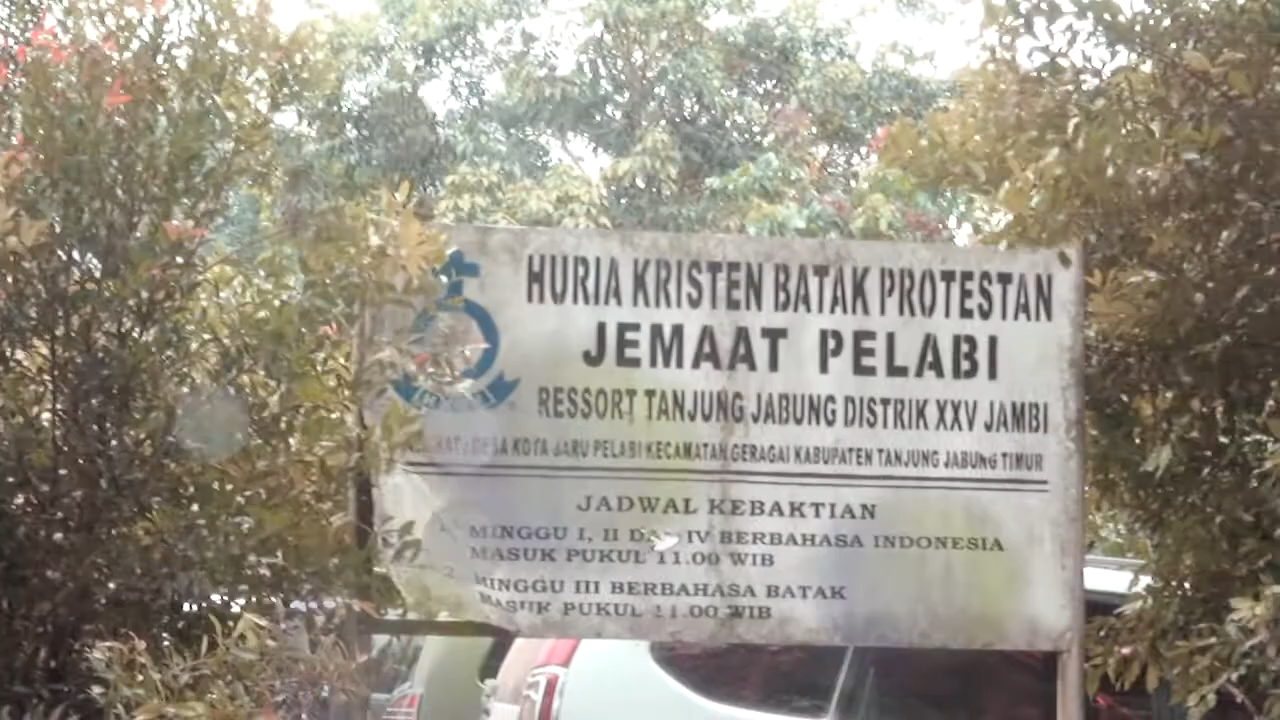 HURIA KRISTEN BATAK PROTESTAN
JEMAAT PELABI
RESSORT TANJUNG JABUNG DISTRIK XXV JAMBI
DESA KOTA BARU PELABI KECAMATAN GERAGAI KABUPATEN TANJUNG JABUNG TIMUR
JADWAL KEBAKTIAN
1. MINGGU I, II DAN IV BERBAHASA INDONESIA
MASUK PUKUL 11.00 WIB
2. MINGGU III BERBAHASA BATAK
MASUK PUKUL 11.00 WIB